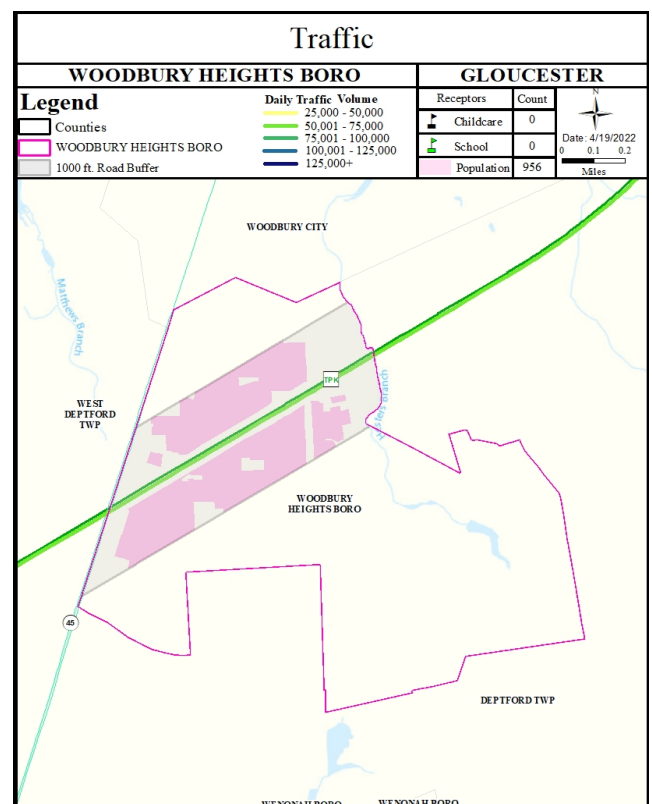 Traffic
WOODBURY HEIGHTS BORO
GLOUCESTER
Legend
Counties
WOODBURY HEIGHTS BORO
1000 ft. Road Buffer
Daily Traffic Volume
25,000 - 50,000
50,001 - 75,000
75,001 - 100,000
100,001 - 125,000
125,000+
Receptors Count
Childcare 0
School 0
Population 956
N
Date: 4/19/2022
0 0.1 0.2
Miles
WOODBURY CITY
Matthews Branch
WEST
DEPTFORD
TWP
TPK
Hesters Branch
WOODBURY
HEIGHTS BORO
45
DEPTFORD TWP
WENONAH BORO
WENONAH BORO